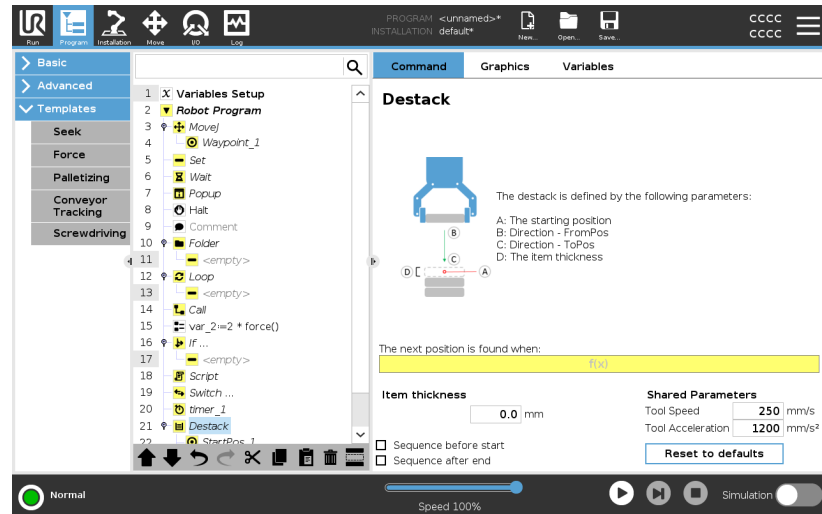 PROGRAM <unnamed>*
INSTALLATION default*
cccc
cccc
Run
Program
Installation
Move
I/O
Log
New...
Open...
Save...
Basic
Advanced
Templates
Seek
Force
Palletizing
Conveyor
Tracking
Screwdriving
1 X Variables Setup
2 Robot Program
3 MoveJ
4 Waypoint_1
5 Set
6 Wait
7 Popup
8 Halt
9 Comment
10 Folder
11 <empty>
12 Loop
13 <empty>
14 Call
15 var_2:=2 * force()
16 If ...
17 <empty>
18 Script
19 Switch ...
20 timer_1
21 Destack
22 StartPos_1
Command
Graphics
Variables
Destack
The destack is defined by the following parameters:
A: The starting position
B: Direction - FromPos
C: Direction - ToPos
D: The item thickness
B
C
D
A
The next position is found when:
f(x)
Item thickness
0.0 mm
Sequence before start
Sequence after end
Shared Parameters
Tool Speed 250 mm/s
Tool Acceleration 1200 mm/s²
Reset to defaults
Normal
Speed 100%
Simulation